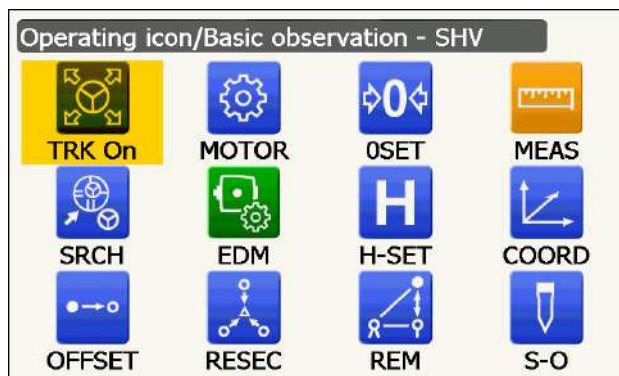 Operating icon/Basic observation - SHV
TRK On MOTOR 0SET MEAS
SRCH EDM H-SET COORD
OFFSET RESEC REM S-O